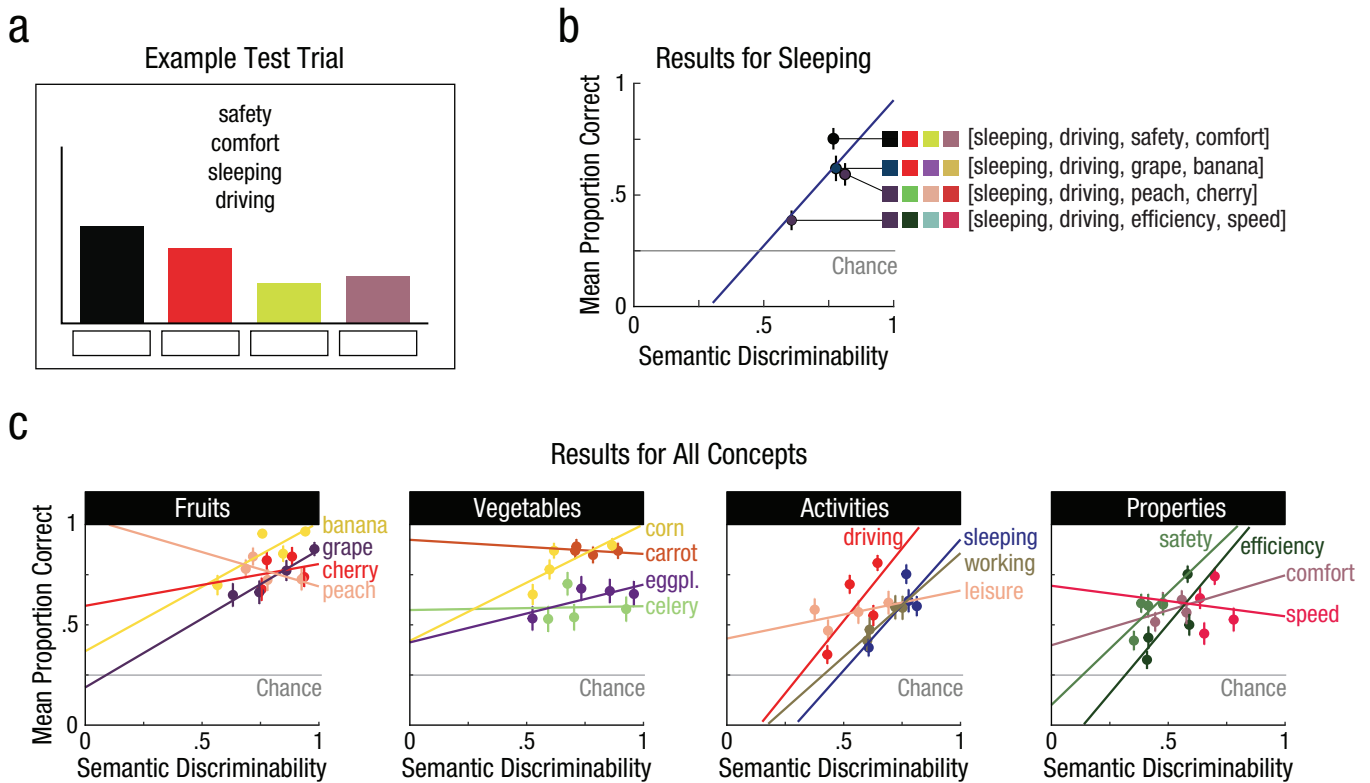 a
Example Test Trial
safety
comfort
sleeping
driving
b
Results for Sleeping
Mean Proportion Correct
1
.5
0
Chance
0
.5
1
Semantic Discriminability
[sleeping, driving, safety, comfort]
[sleeping, driving, grape, banana]
[sleeping, driving, peach, cherry]
[sleeping, driving, efficiency, speed]
c
Results for All Concepts
Mean Proportion Correct
1
.5
0
Fruits
banana
grape
cherry
peach
Chance
0
.5
1
Semantic Discriminability
Vegetables
corn
carrot
eggpl.
celery
Chance
0
.5
1
Semantic Discriminability
Activities
driving
sleeping
working
leisure
Chance
0
.5
1
Semantic Discriminability
Properties
safety
efficiency
comfort
speed
Chance
0
.5
1
Semantic Discriminability